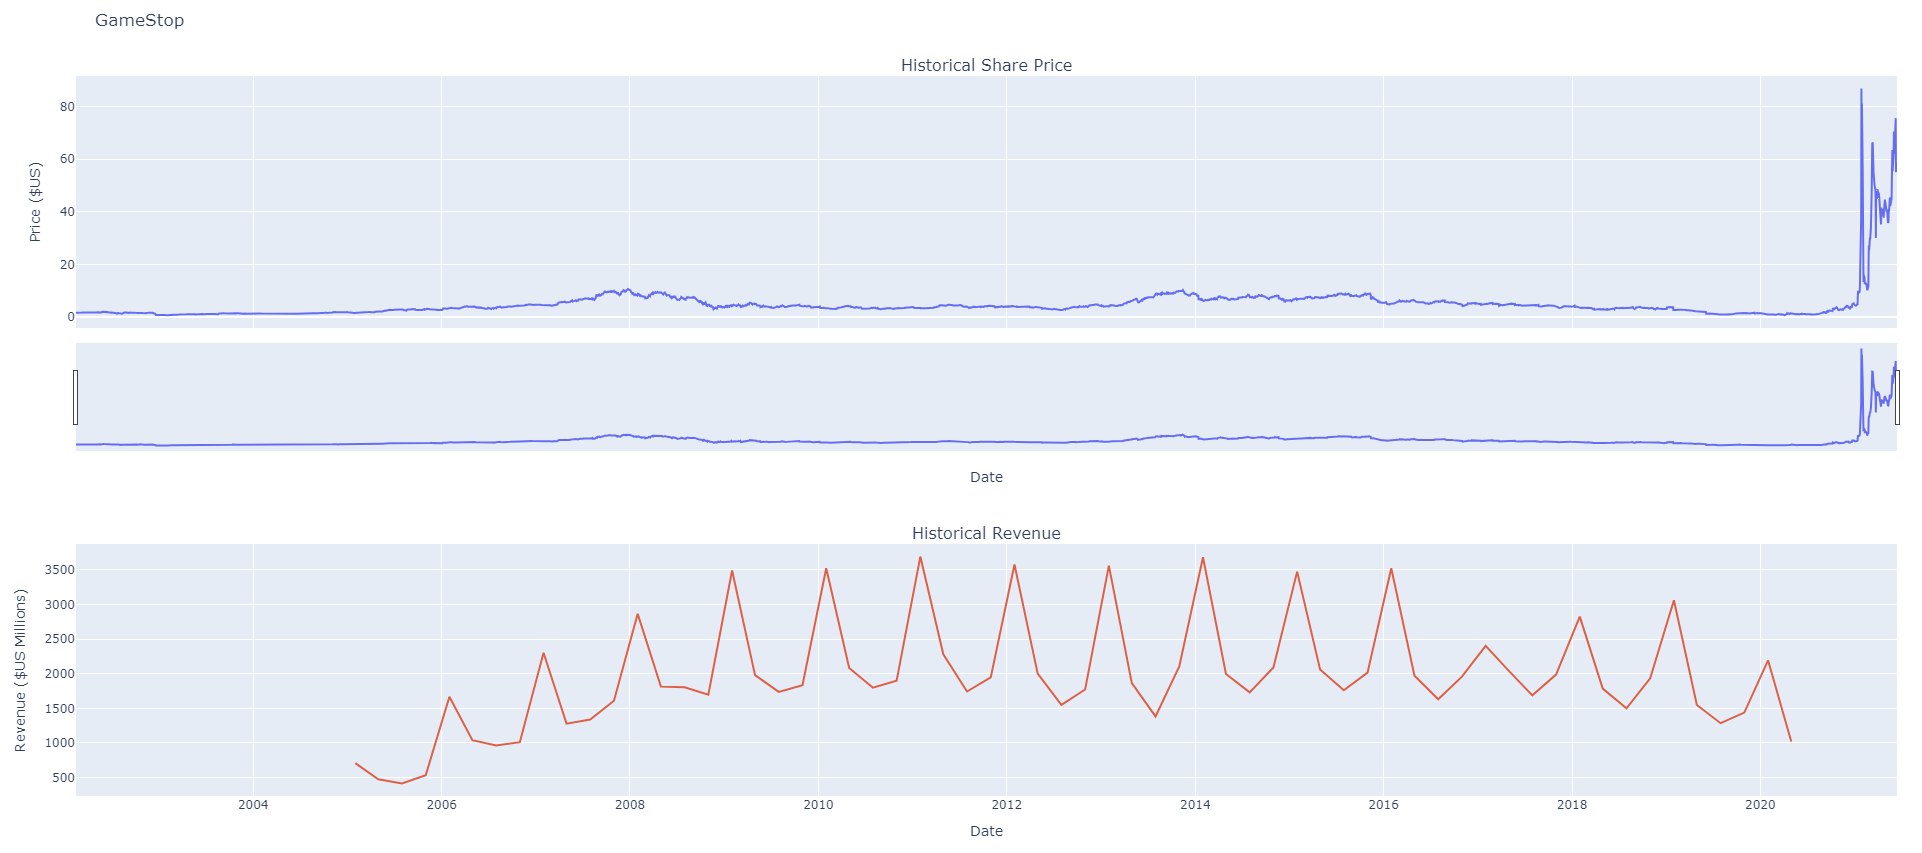 GameStop
Historical Share Price
80
60
40
20
0
Price ($US)
Date
Historical Revenue
3500
3000
2500
2000
1500
1000
500
Revenue ($US Millions)
2004 2006 2008 2010 2012 2014 2016 2018 2020
Date